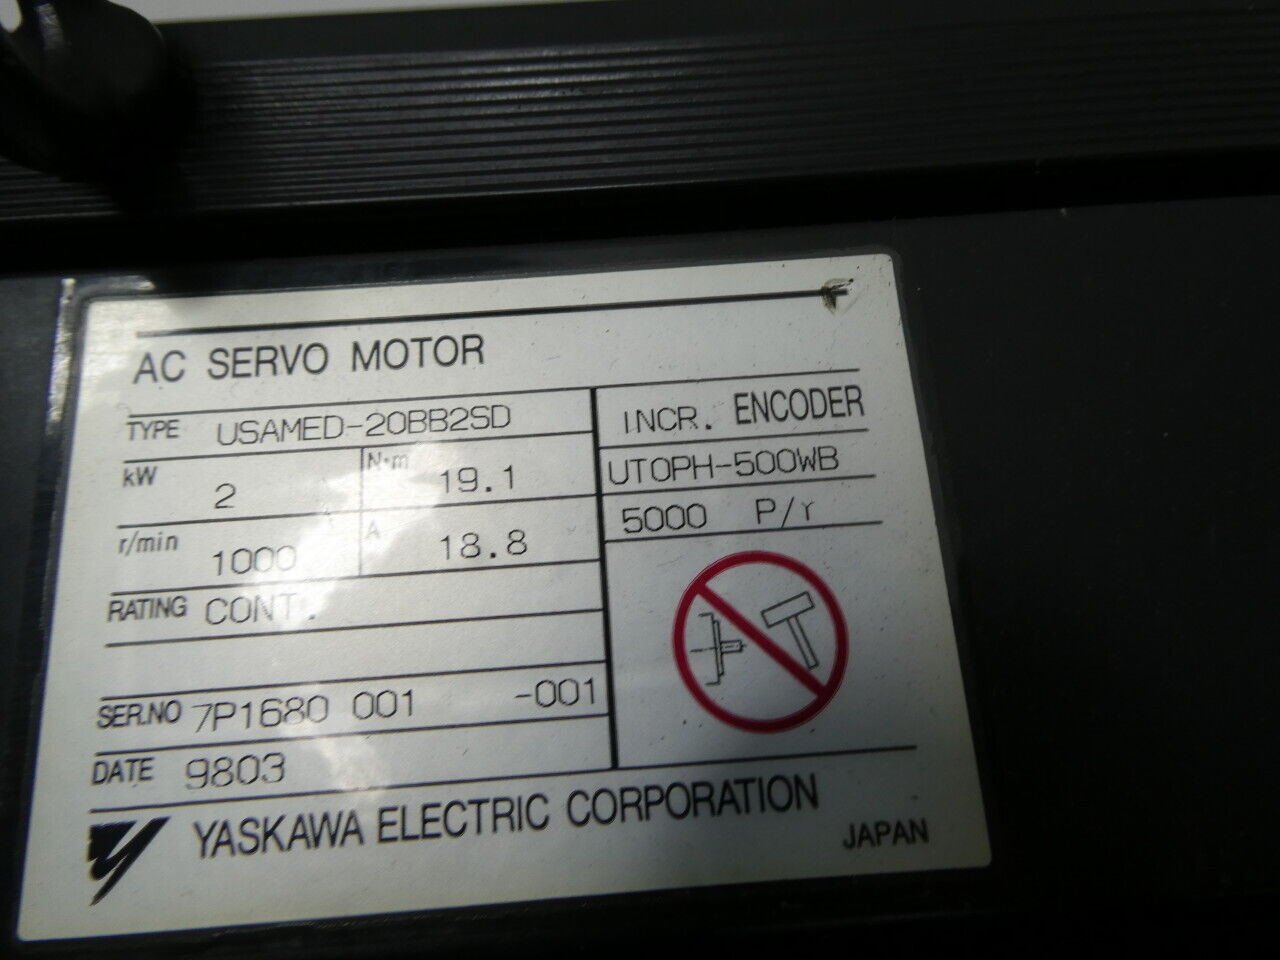 AC SERVO MOTOR
TYPE USAMED-20BB2SD
kW 2 N·m 19.1
r/min 1000 A 18.8
RATING CONT.
SER.NO 7P1680 001 -001
DATE 9803
INCR. ENCODER
UTOPH-500WB
5000 P/r
YASKAWA ELECTRIC CORPORATION
JAPAN